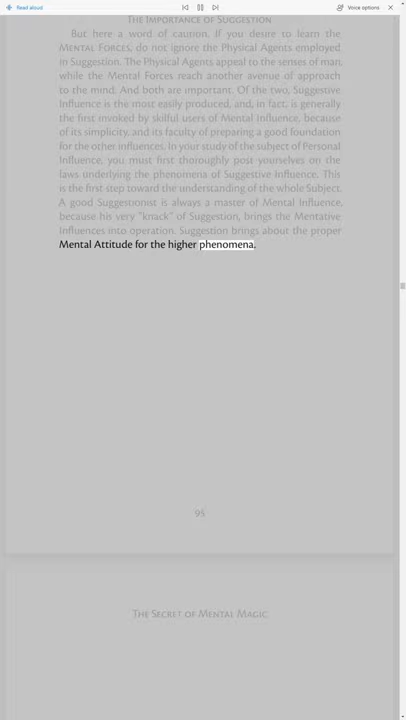 Read aloud
Voice options
The Importance of Suggestion
But here a word of caution. If you desire to learn the
Mental Forces, do not ignore the Physical Agents employed
in Suggestion. The Physical Agents appeal to the senses of man,
while the Mental Forces reach another avenue of approach
to the mind. And both are important. Of the two, Suggestive
Influence is the most easily produced, and, in fact, is generally
the first invoked by skilful users of Mental Influence, because
of its simplicity, and its faculty of preparing a good foundation
for the other influences. In your study of the subject of Personal
Influence, you must first thoroughly post yourselves on the
laws underlying the phenomena of Suggestive Influence. This
is the first step toward the understanding of the whole Subject.
A good Suggestionist is always a master of Mental Influence,
because his very "knack" of Suggestion, brings the Mentative
Influences into operation. Suggestion brings about the proper
Mental Attitude for the higher phenomena.
95
The Secret of Mental Magic